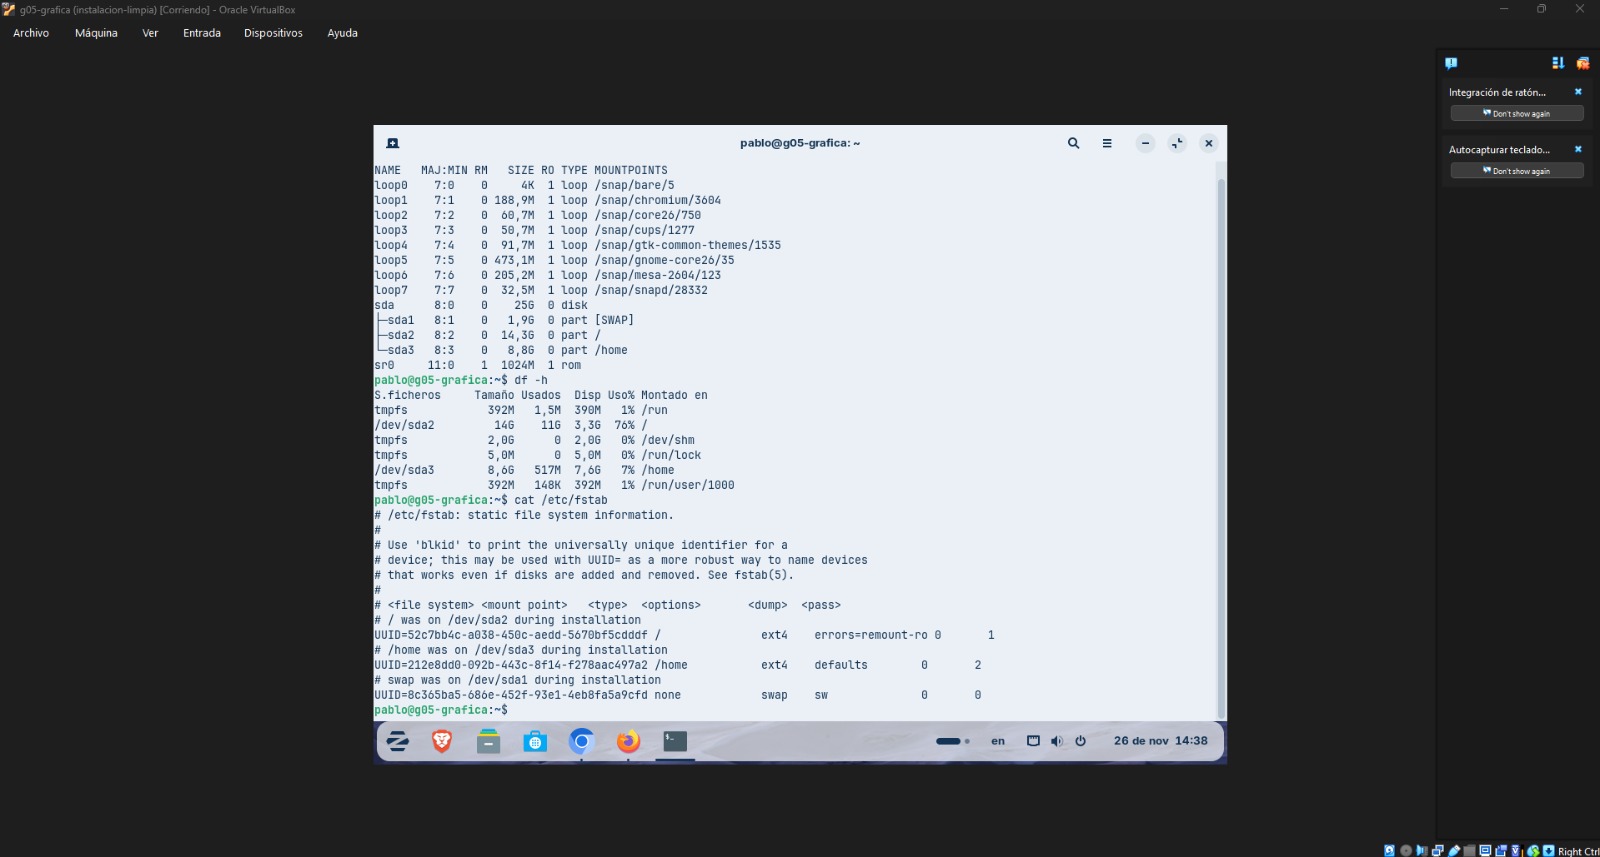 g05-grafica (instalacion-limpia) [Corriendo] - Oracle VirtualBox
Archivo Máquina Ver Entrada Dispositivos Ayuda
Integración de ratón...
Don't show again
Autocapturar teclado...
Don't show again
pablo@g05-grafica: ~
NAME   MAJ:MIN RM   SIZE RO TYPE MOUNTPOINTS
loop0    7:0    0     4K  1 loop /snap/bare/5
loop1    7:1    0 188,9M  1 loop /snap/chromium/3604
loop2    7:2    0  60,7M  1 loop /snap/core26/750
loop3    7:3    0  50,7M  1 loop /snap/cups/1277
loop4    7:4    0  91,7M  1 loop /snap/gtk-common-themes/1535
loop5    7:5    0 473,1M  1 loop /snap/gnome-core26/35
loop6    7:6    0 205,2M  1 loop /snap/mesa-2604/123
loop7    7:7    0  32,5M  1 loop /snap/snapd/28332
sda      8:0    0    25G  0 disk
├─sda1   8:1    0   1,9G  0 part [SWAP]
├─sda2   8:2    0  14,3G  0 part /
└─sda3   8:3    0   8,8G  0 part /home
sr0     11:0    1  1024M  1 rom
pablo@g05-grafica:~$ df -h
S.ficheros     Tamaño Usados  Disp Uso% Montado en
tmpfs            392M   1,5M  390M   1% /run
/dev/sda2         14G    11G  3,3G  76% /
tmpfs            2,0G      0  2,0G   0% /dev/shm
tmpfs            5,0M      0  5,0M   0% /run/lock
/dev/sda3        8,6G   517M  7,6G   7% /home
tmpfs            392M   148K  392M   1% /run/user/1000
pablo@g05-grafica:~$ cat /etc/fstab
# /etc/fstab: static file system information.
#
# Use 'blkid' to print the universally unique identifier for a
# device; this may be used with UUID= as a more robust way to name devices
# that works even if disks are added and removed. See fstab(5).
#
# <file system> <mount point>   <type>  <options>       <dump>  <pass>
# / was on /dev/sda2 during installation
UUID=52c7bb4c-a038-450c-aedd-5670bf5cdddf /               ext4    errors=remount-ro 0       1
# /home was on /dev/sda3 during installation
UUID=212e8dd0-092b-443c-8f14-f278aac497a2 /home           ext4    defaults        0       2
# swap was on /dev/sda1 during installation
UUID=8c365ba5-686e-452f-93e1-4eb8fa5a9cfd none            swap    sw              0       0
pablo@g05-grafica:~$
en 26 de nov 14:38
Right Ctrl